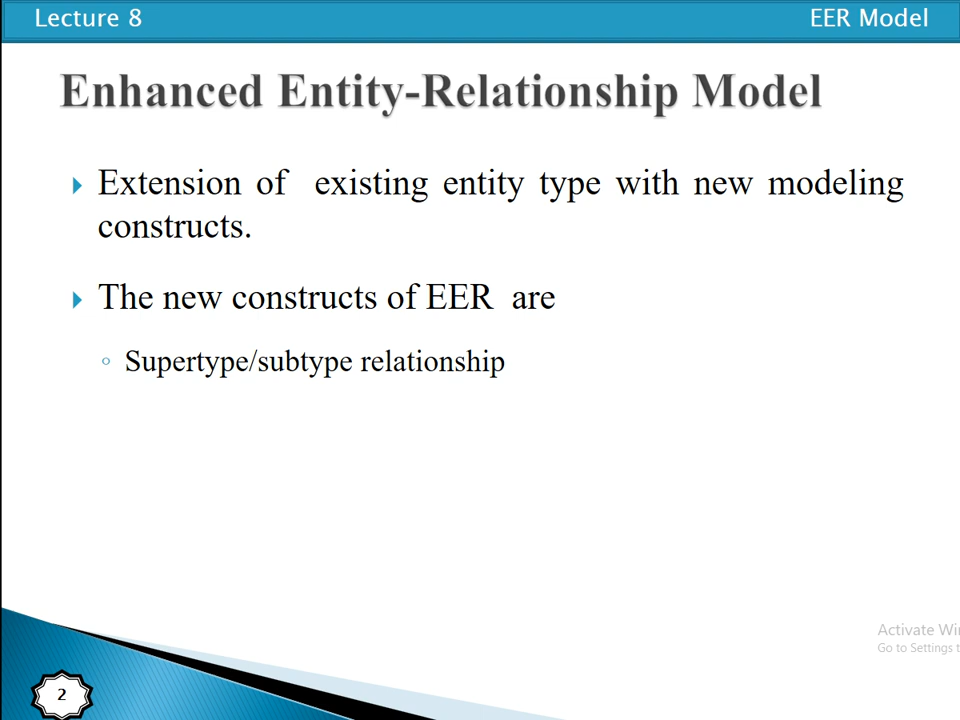 Lecture 8
EER Model
Enhanced Entity-Relationship Model
Extension of existing entity type with new modeling
constructs.
The new constructs of EER are
Supertype/subtype relationship
Activate Wi
Go to Settings t
2